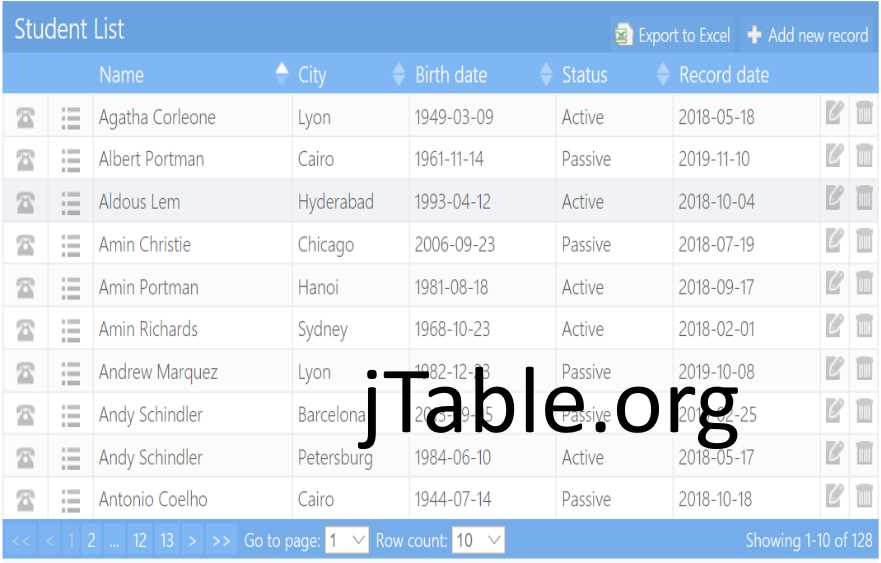 Student List
Export to Excel Add new record
Name City Birth date Status Record date
Agatha Corleone Lyon 1949-03-09 Active 2018-05-18
Albert Portman Cairo 1961-11-14 Passive 2019-11-10
Aldous Lem Hyderabad 1993-04-12 Active 2018-10-04
Amin Christie Chicago 2006-09-23 Passive 2018-07-19
Amin Portman Hanoi 1981-08-18 Active 2018-09-17
Amin Richards Sydney 1968-10-23 Active 2018-02-01
Andrew Marquez Lyon 1982-12-23 Passive 2019-10-08
jTable.org
Andy Schindler Barcelona Passive
Andy Schindler Petersburg 1984-06-10 Active 2018-05-17
Antonio Coelho Cairo 1944-07-14 Passive 2018-10-18
<< < 1 2 ... 12 13 > >> Go to page: 1 Row count: 10 Showing 1-10 of 128